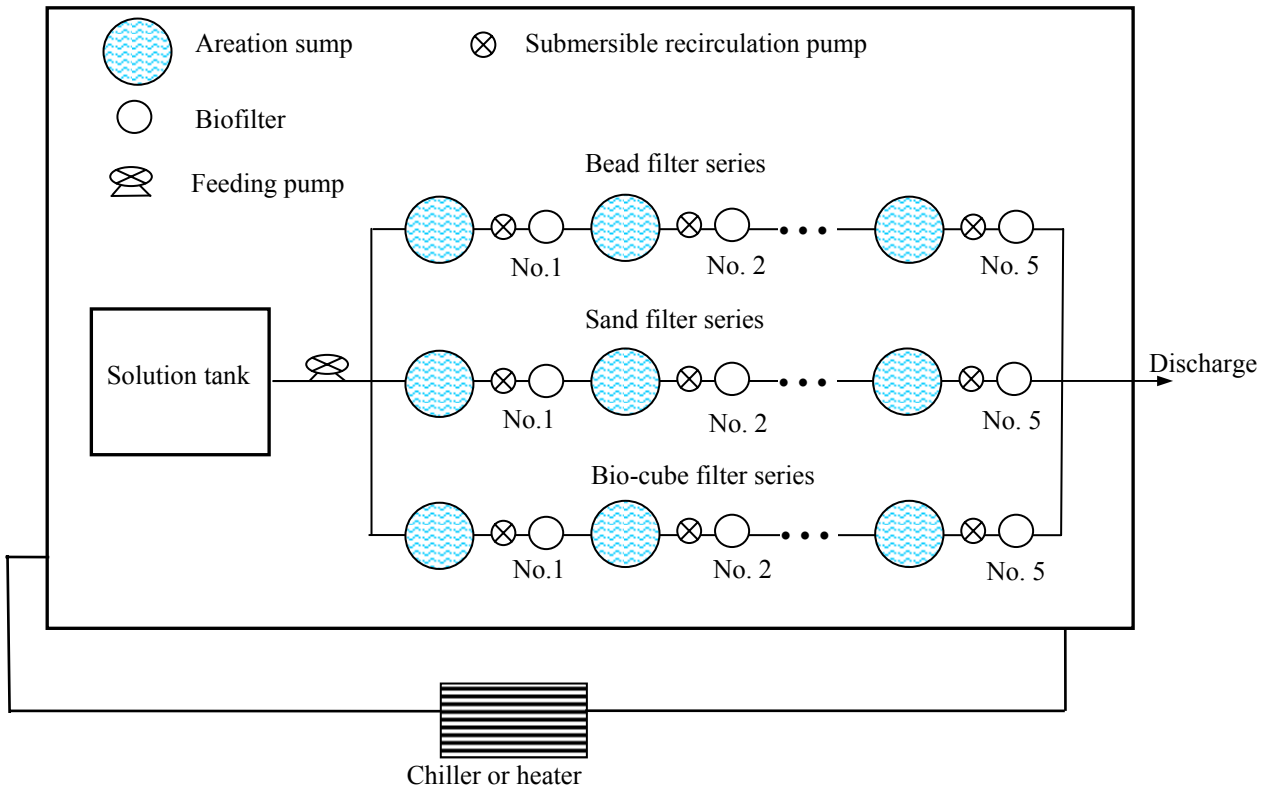 Areation sump
Submersible recirculation pump
Biofilter
Feeding pump
Bead filter series
No.1
No. 2
No. 5
Sand filter series
Solution tank
Discharge
No.1
No. 2
No. 5
Bio-cube filter series
No.1
No. 2
No. 5
Chiller or heater